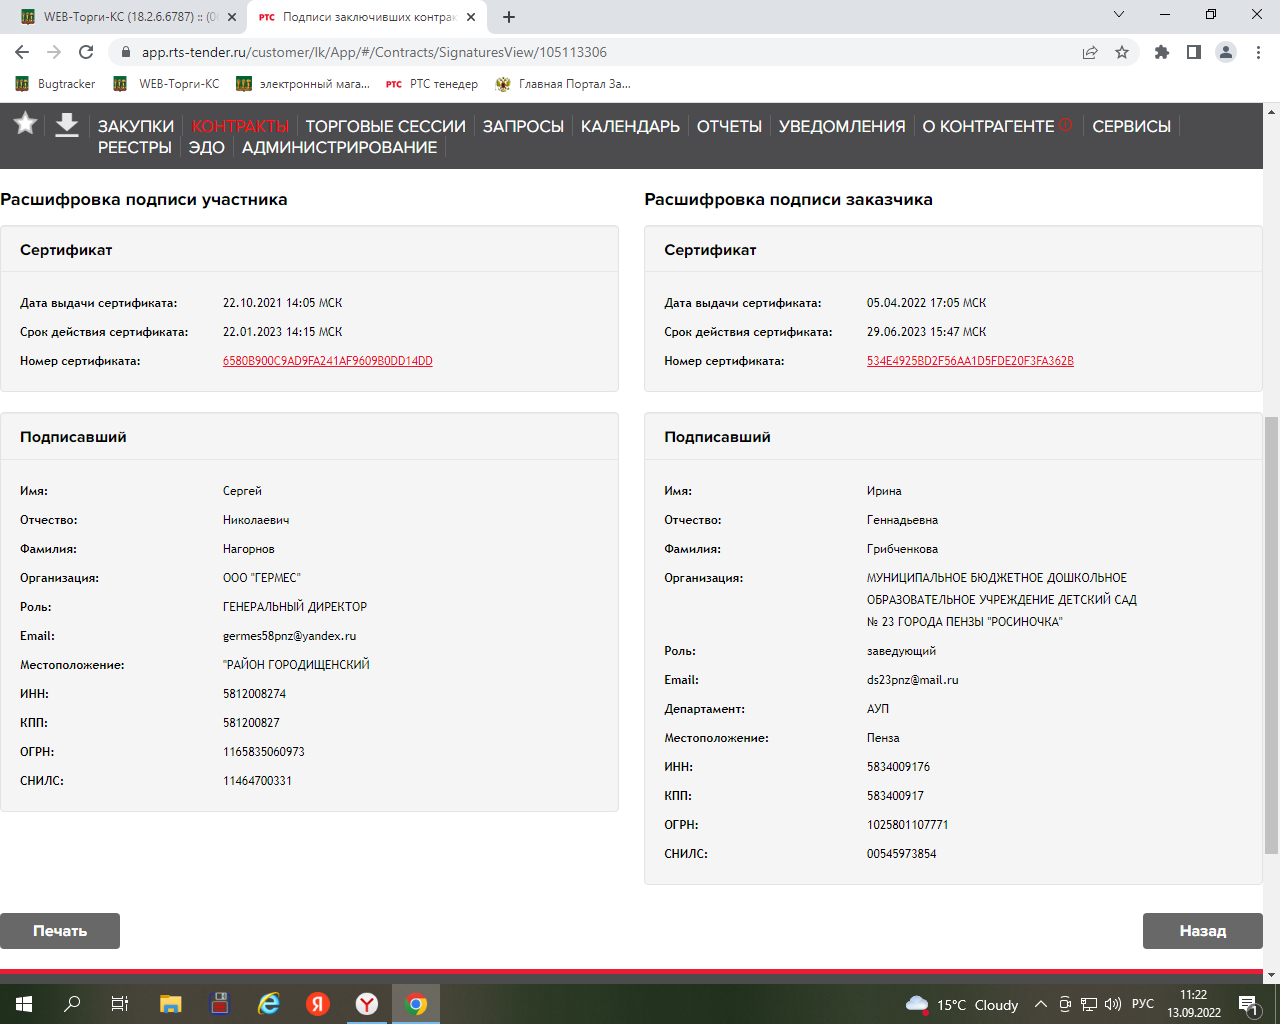 WEB-Торги-КС (18.2.6.6787) :: (0
РТС Подписи заключивших контрак
app.rts-tender.ru/customer/lk/App/#/Contracts/SignaturesView/105113306
Bugtracker WEB-Торги-КС электронный мага... РТС РТС тенедер Главная Портал За...
ЗАКУПКИ КОНТРАКТЫ ТОРГОВЫЕ СЕССИИ ЗАПРОСЫ КАЛЕНДАРЬ ОТЧЕТЫ УВЕДОМЛЕНИЯ О КОНТРАГЕНТЕ СЕРВИСЫ
РЕЕСТРЫ ЭДО АДМИНИСТРИРОВАНИЕ
Расшифровка подписи участника
Сертификат
Дата выдачи сертификата: 22.10.2021 14:05 МСК
Срок действия сертификата: 22.01.2023 14:15 МСК
Номер сертификата: 6580B900C9AD9FA241AF9609B0DD14DD
Подписавший
Имя: Сергей
Отчество: Николаевич
Фамилия: Нагорнов
Организация: ООО "ГЕРМЕС"
Роль: ГЕНЕРАЛЬНЫЙ ДИРЕКТОР
Email: germes58pnz@yandex.ru
Местоположение: "РАЙОН ГОРОДИЩЕНСКИЙ
ИНН: 5812008274
КПП: 581200827
ОГРН: 1165835060973
СНИЛС: 11464700331
Расшифровка подписи заказчика
Сертификат
Дата выдачи сертификата: 05.04.2022 17:05 МСК
Срок действия сертификата: 29.06.2023 15:47 МСК
Номер сертификата: 534E4925BD2F56AA1D5FDE20F3FA362B
Подписавший
Имя: Ирина
Отчество: Геннадьевна
Фамилия: Грибченкова
Организация: МУНИЦИПАЛЬНОЕ БЮДЖЕТНОЕ ДОШКОЛЬНОЕ
ОБРАЗОВАТЕЛЬНОЕ УЧРЕЖДЕНИЕ ДЕТСКИЙ САД
№ 23 ГОРОДА ПЕНЗЫ "РОСИНОЧКА"
Роль: заведующий
Email: ds23pnz@mail.ru
Департамент: АУП
Местоположение: Пенза
ИНН: 5834009176
КПП: 583400917
ОГРН: 1025801107771
СНИЛС: 00545973854
Печать
Назад
15°C Cloudy
РУС
11:22
13.09.2022
1